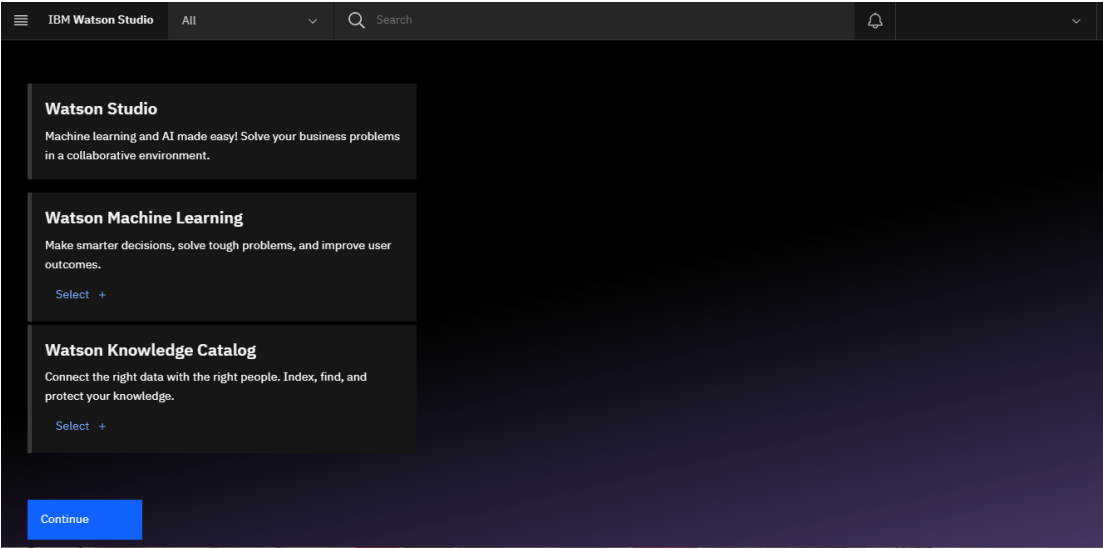 IBM Watson Studio All Search
Watson Studio
Machine learning and AI made easy! Solve your business problems
in a collaborative environment.
Watson Machine Learning
Make smarter decisions, solve tough problems, and improve user
outcomes.
Select +
Watson Knowledge Catalog
Connect the right data with the right people. Index, find, and
protect your knowledge.
Select +
Continue